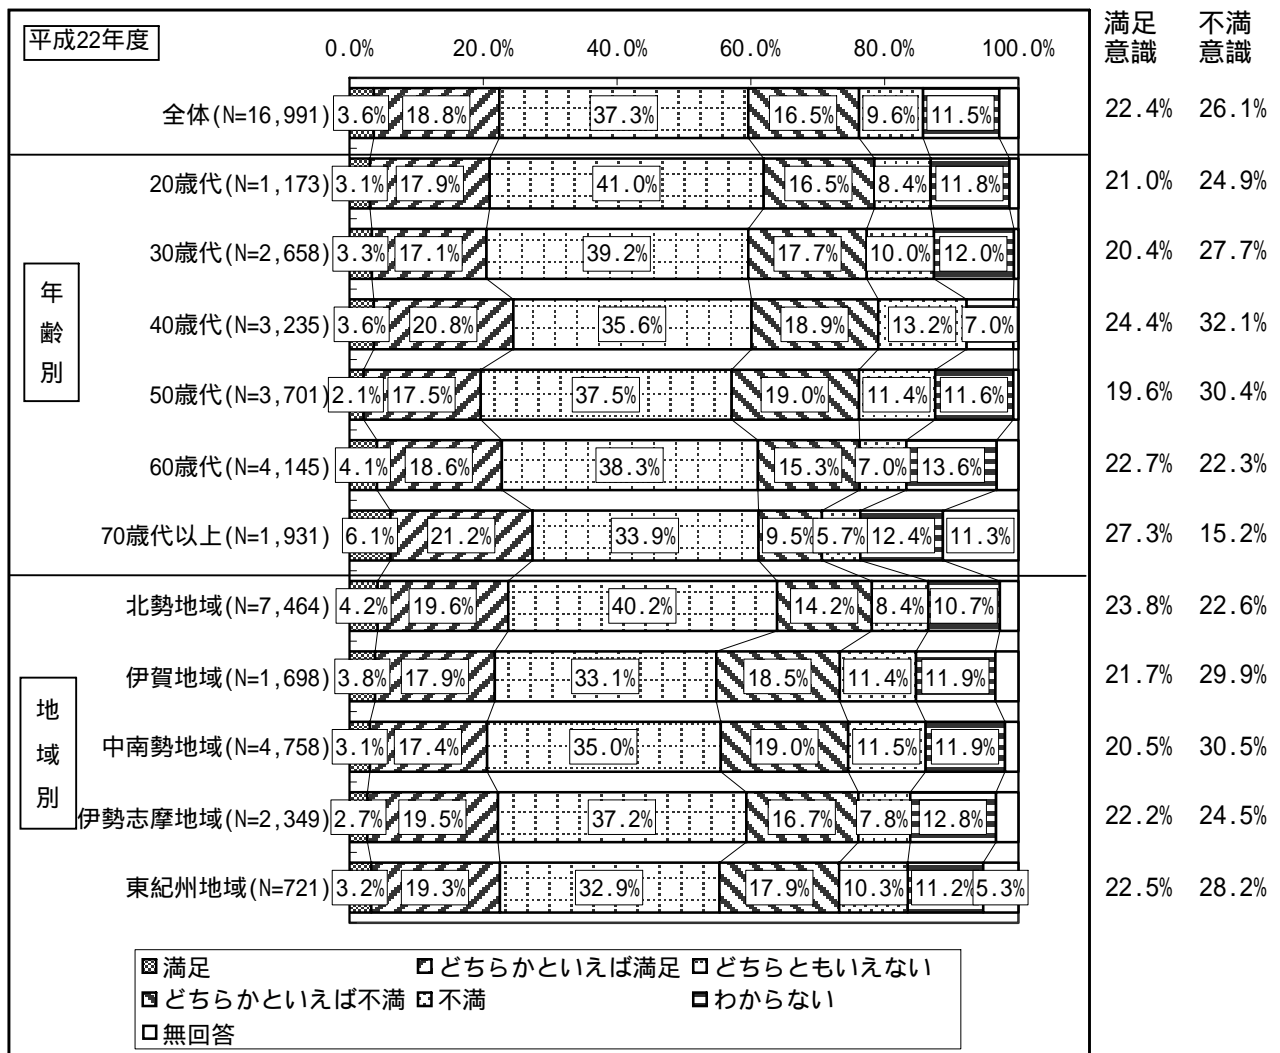 平成22年度
0.0% 20.0% 40.0% 60.0% 80.0% 100.0%
満足意識 不満意識
全体(N=16,991) 3.6% 18.8% 37.3% 16.5% 9.6% 11.5% 22.4% 26.1%
年齢別
20歳代(N=1,173) 3.1% 17.9% 41.0% 16.5% 8.4% 11.8% 21.0% 24.9%
30歳代(N=2,658) 3.3% 17.1% 39.2% 17.7% 10.0% 12.0% 20.4% 27.7%
40歳代(N=3,235) 3.6% 20.8% 35.6% 18.9% 13.2% 7.0% 24.4% 32.1%
50歳代(N=3,701) 2.1% 17.5% 37.5% 19.0% 11.4% 11.6% 19.6% 30.4%
60歳代(N=4,145) 4.1% 18.6% 38.3% 15.3% 7.0% 13.6% 22.7% 22.3%
70歳代以上(N=1,931) 6.1% 21.2% 33.9% 9.5% 5.7% 12.4% 11.3% 27.3% 15.2%
地域別
北勢地域(N=7,464) 4.2% 19.6% 40.2% 14.2% 8.4% 10.7% 23.8% 22.6%
伊賀地域(N=1,698) 3.8% 17.9% 33.1% 18.5% 11.4% 11.9% 21.7% 29.9%
中南勢地域(N=4,758) 3.1% 17.4% 35.0% 19.0% 11.5% 11.9% 20.5% 30.5%
伊勢志摩地域(N=2,349) 2.7% 19.5% 37.2% 16.7% 7.8% 12.8% 22.2% 24.5%
東紀州地域(N=721) 3.2% 19.3% 32.9% 17.9% 10.3% 11.2% 5.3% 22.5% 28.2%
満足 どちらかといえば満足 どちらともいえない
どちらかといえば不満 不満 わからない
無回答